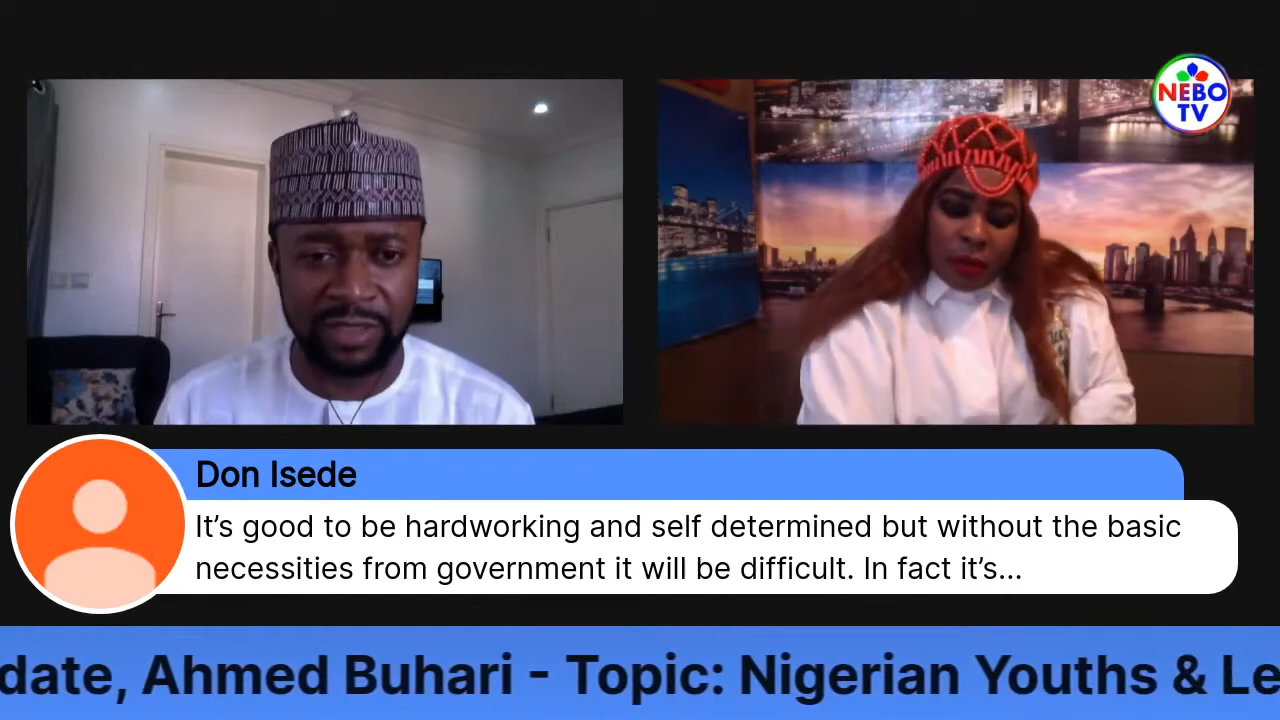 NEBO
TV
Don Isede
It’s good to be hardworking and self determined but without the basic
necessities from government it will be difficult. In fact it’s...
date, Ahmed Buhari - Topic: Nigerian Youths & Le